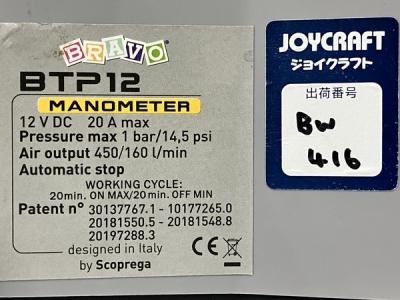 BRAVO
BTP12
MANOMETER
12 V DC 20 A max
Pressure max 1 bar/14,5 psi
Air output 450/160 l/min
Automatic stop
WORKING CYCLE:
20min. ON MAX/20min. OFF MIN
Patent n° 30137767.1 - 10177265.0
20181550.5 - 20181548.8
20197288.3
designed in Italy
by Scoprega
CE
JOYCRAFT
ジョイクラフト
出荷番号
BW
416